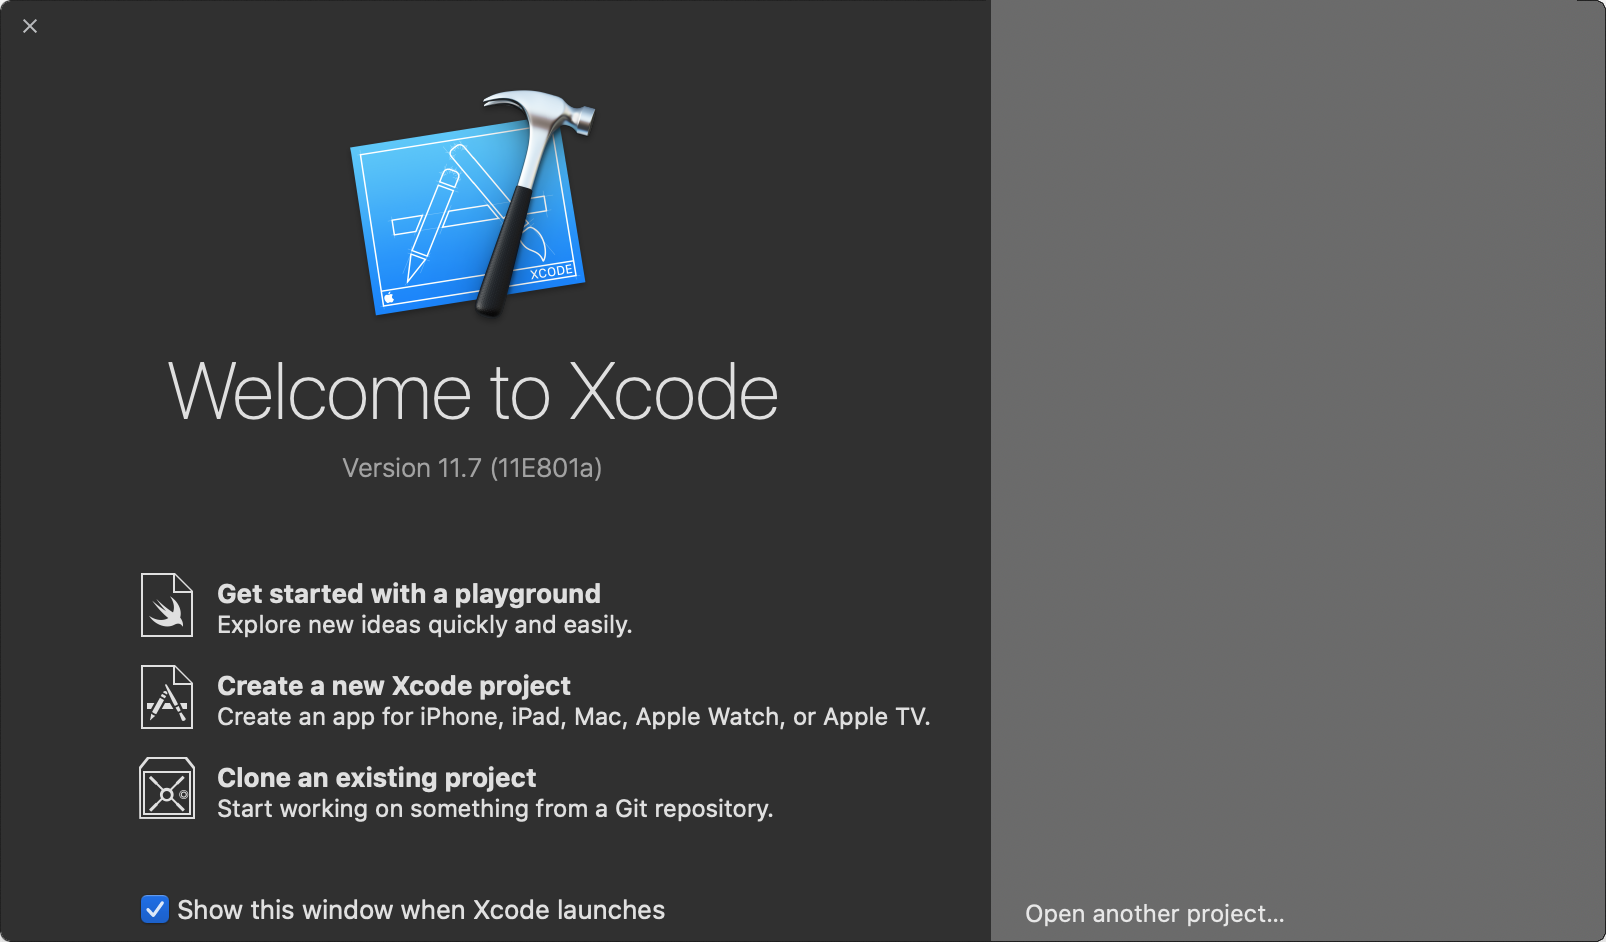 XCODE
Welcome to Xcode
Version 11.7 (11E801a)
Get started with a playground
Explore new ideas quickly and easily.
Create a new Xcode project
Create an app for iPhone, iPad, Mac, Apple Watch, or Apple TV.
Clone an existing project
Start working on something from a Git repository.
Show this window when Xcode launches
Open another project...